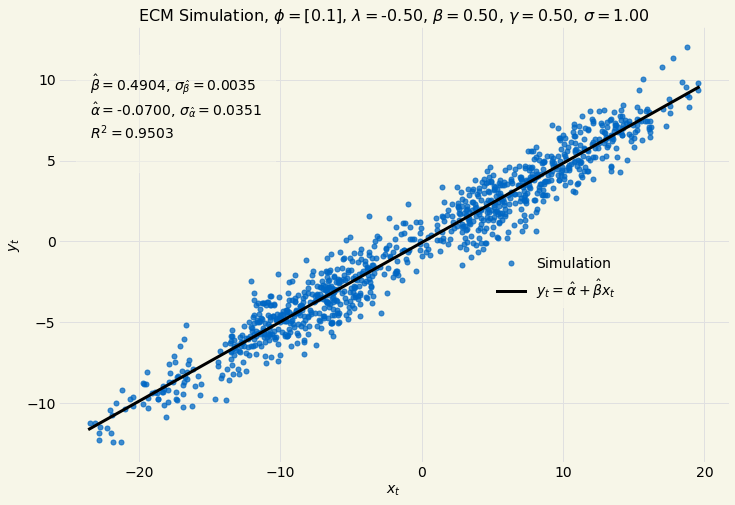 ECM Simulation, ϕ = [0.1], λ = -0.50, β = 0.50, γ = 0.50, σ = 1.00
β̂ = 0.4904, σ_β̂ = 0.0035
α̂ = -0.0700, σ_α̂ = 0.0351
R² = 0.9503
10
5
0
−5
−10
y_t
Simulation
y_t = α̂ + β̂x_t
−20 −10 0 10 20
x_t